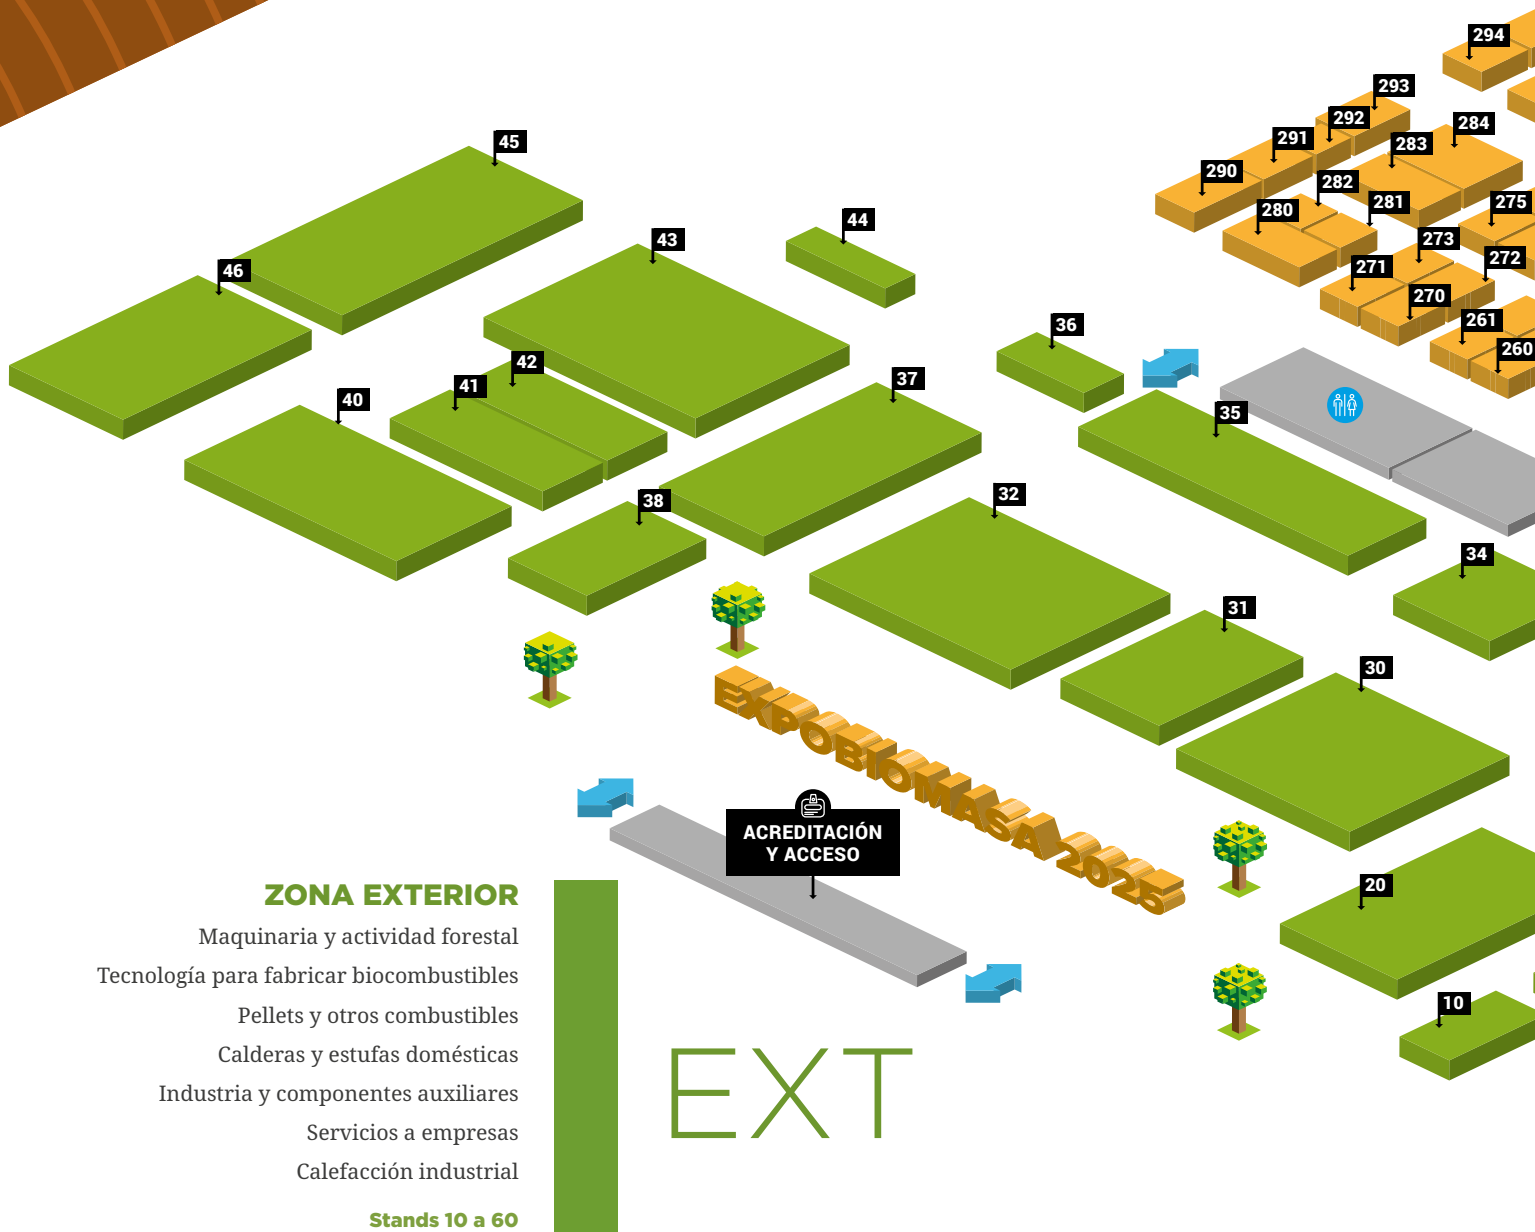 294
293
292
284
291
283
290
282
281
275
280
273
272
271
270
261
260
45
44
43
46
36
42
41
37
40
35
38
32
34
31
30
EXPOBIOMASA 2025
ACREDITACIÓN
Y ACCESO
20
10
ZONA EXTERIOR
Maquinaria y actividad forestal
Tecnología para fabricar biocombustibles
Pellets y otros combustibles
Calderas y estufas domésticas
Industria y componentes auxiliares
Servicios a empresas
Calefacción industrial
Stands 10 a 60
EXT